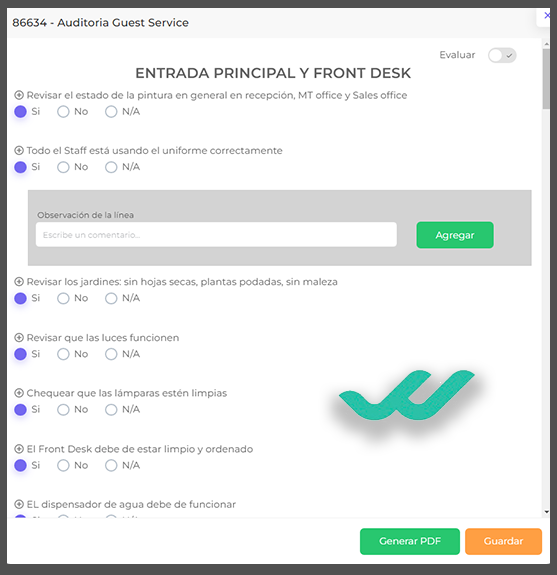 86634 - Auditoria Guest Service
Evaluar
ENTRADA PRINCIPAL Y FRONT DESK
Revisar el estado de la pintura en general en recepción, MT office y Sales office
Si No N/A
Todo el Staff está usando el uniforme correctamente
Si No N/A
Observación de la línea
Escribe un comentario...
Agregar
Revisar los jardines: sin hojas secas, plantas podadas, sin maleza
Si No N/A
Revisar que las luces funcionen
Si No N/A
Chequear que las lámparas estén limpias
Si No N/A
El Front Desk debe de estar limpio y ordenado
Si No N/A
EL dispensador de agua debe de funcionar
Generar PDF
Guardar